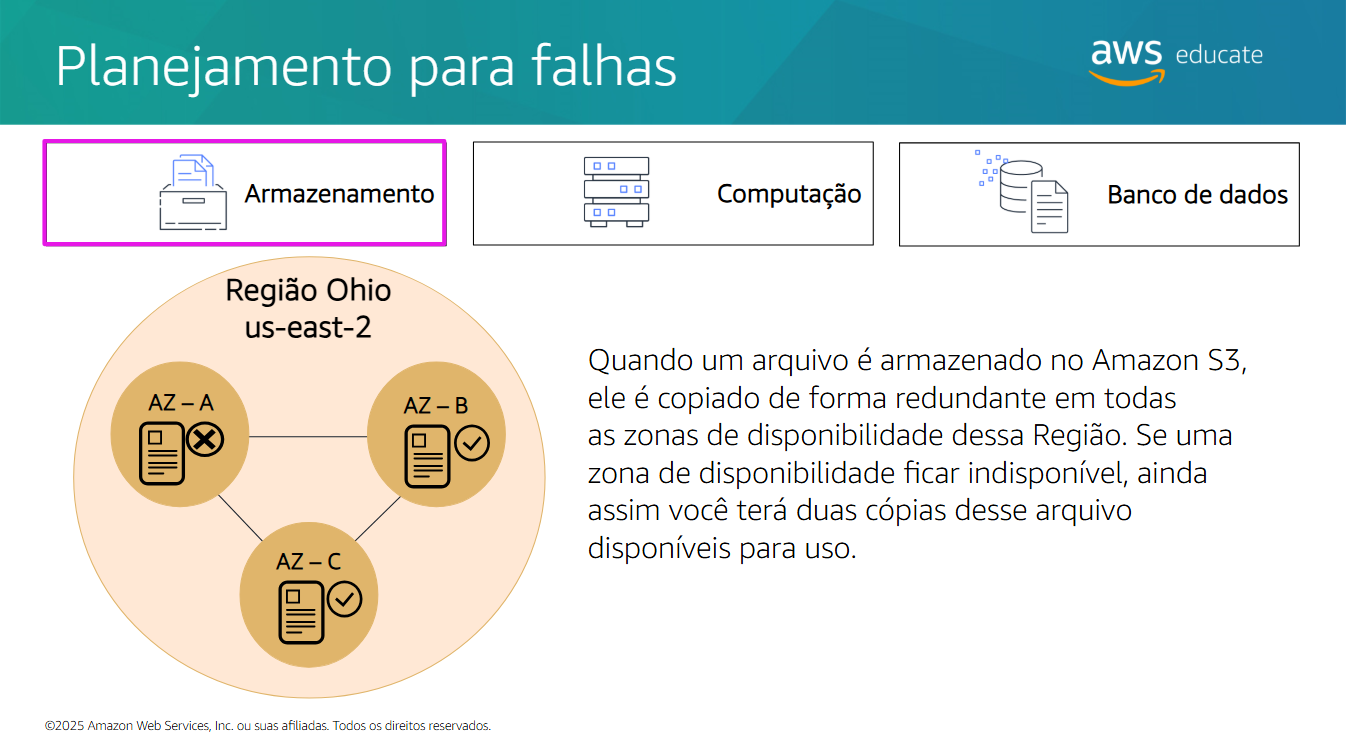 Planejamento para falhas
aws educate
Armazenamento
Computação
Banco de dados
Região Ohio
us-east-2
AZ – A
AZ – B
AZ – C
Quando um arquivo é armazenado no Amazon S3,
ele é copiado de forma redundante em todas
as zonas de disponibilidade dessa Região. Se uma
zona de disponibilidade ficar indisponível, ainda
assim você terá duas cópias desse arquivo
disponíveis para uso.
©2025 Amazon Web Services, Inc. ou suas afiliadas. Todos os direitos reservados.